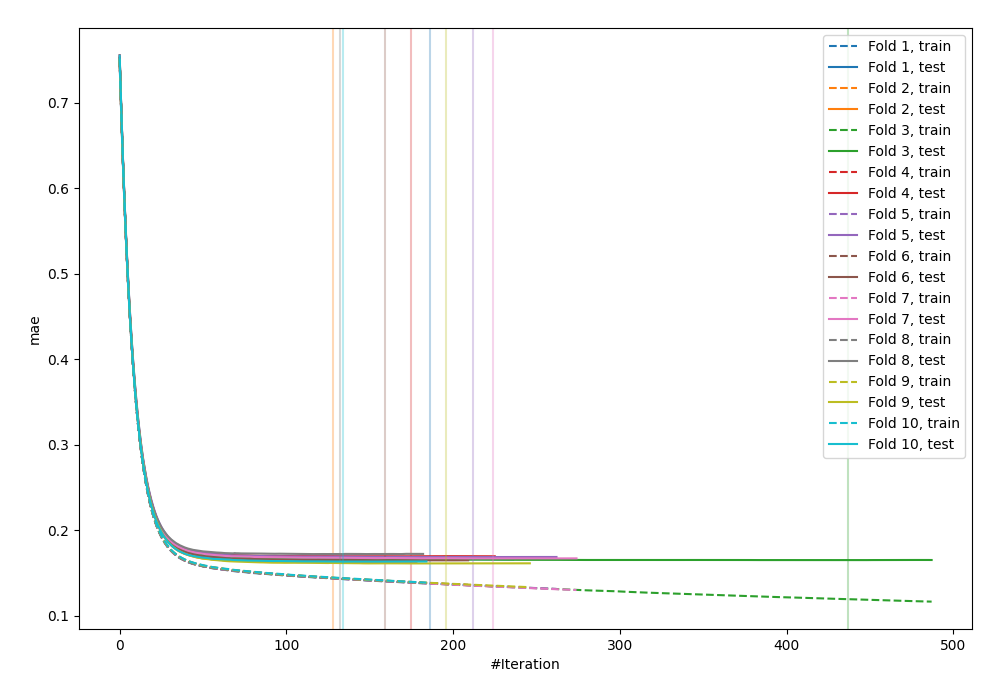 0.7
0.6
0.5
0.4
0.3
0.2
0.1
mae
0
100
200
300
400
500
#Iteration
Fold 1, train
Fold 1, test
Fold 2, train
Fold 2, test
Fold 3, train
Fold 3, test
Fold 4, train
Fold 4, test
Fold 5, train
Fold 5, test
Fold 6, train
Fold 6, test
Fold 7, train
Fold 7, test
Fold 8, train
Fold 8, test
Fold 9, train
Fold 9, test
Fold 10, train
Fold 10, test